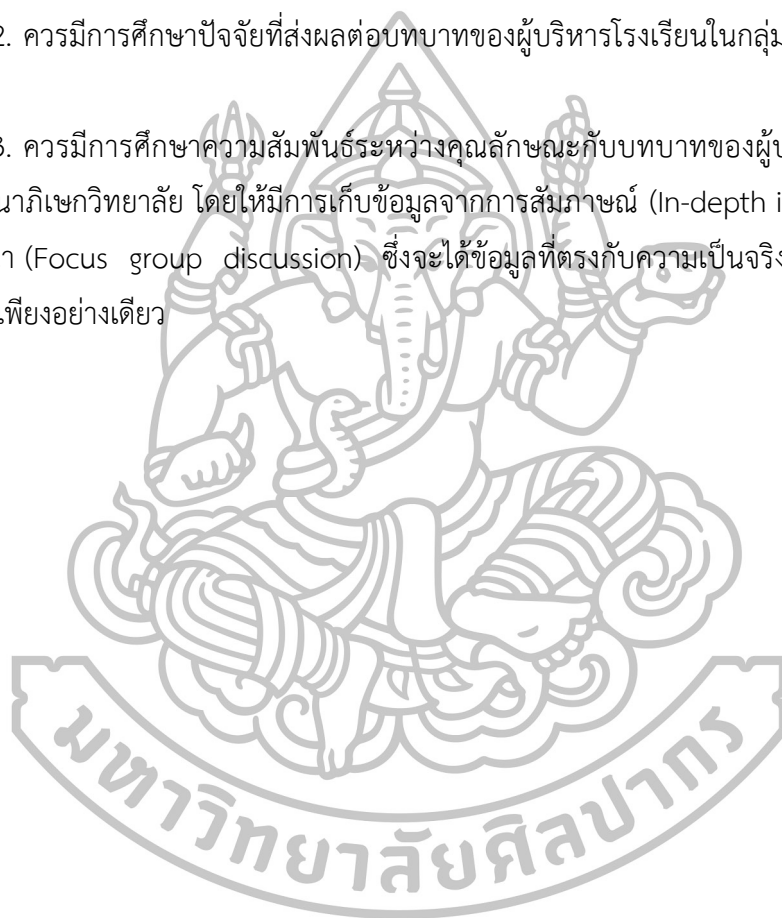 2. ควรมีการศึกษาปัจจัยที่ส่งผลต่อบทบาทของผู้บริหารโรงเรียนในกลุ่ม
3. ควรมีการศึกษาความสัมพันธ์ระหว่างคุณลักษณะกับบทบาทของผู้บ
นาภิเษกวิทยาลัย โดยให้มีการเก็บข้อมูลจากการสัมภาษณ์ (In-depth i
า (Focus group discussion) ซึ่งจะได้ข้อมูลที่ตรงกับความเป็นจริง
เพียงอย่างเดียว
มหาวิทยาลัยศิลปากร